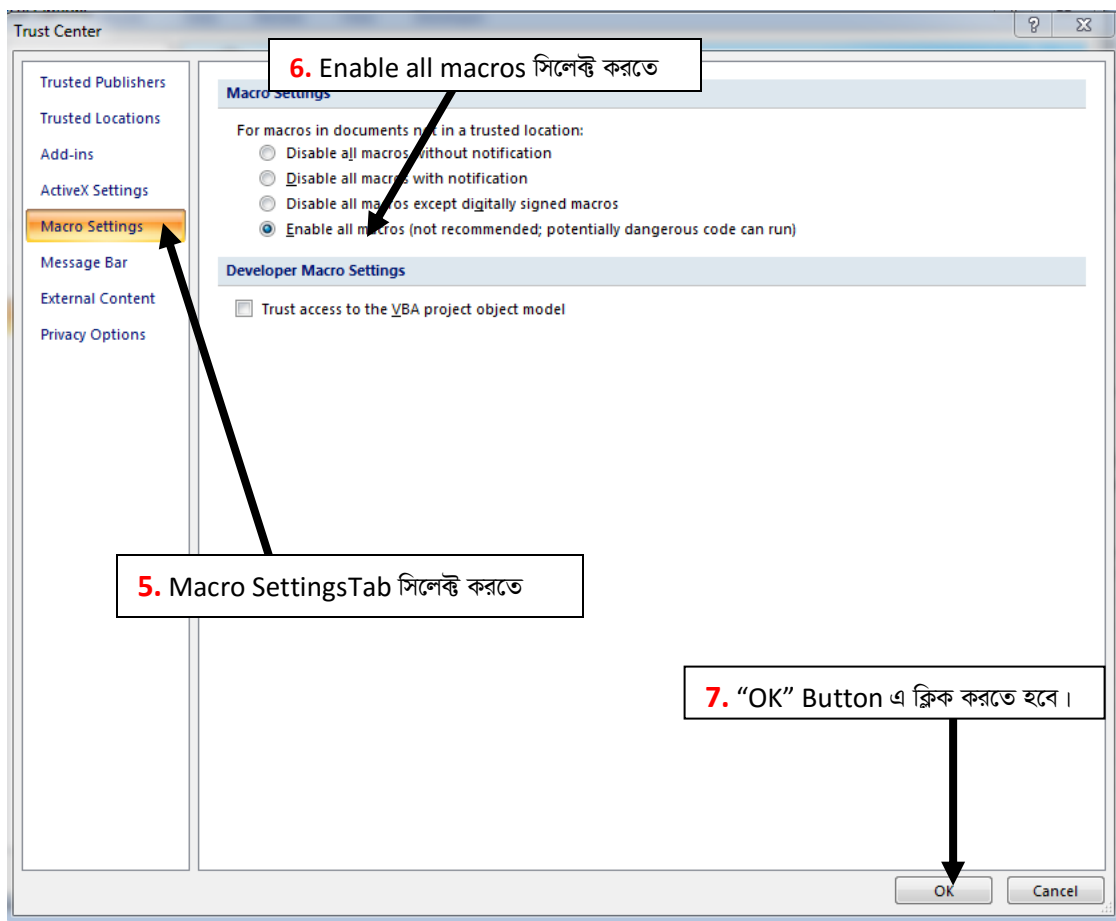 Trust Center
6. Enable all macros সিলেক্ট করতে
Trusted Publishers
Trusted Locations
Add-ins
ActiveX Settings
Macro Settings
Message Bar
External Content
Privacy Options
Macro Settings
For macros in documents not in a trusted location:
Disable all macros without notification
Disable all macros with notification
Disable all macros except digitally signed macros
Enable all macros (not recommended; potentially dangerous code can run)
Developer Macro Settings
Trust access to the VBA project object model
5. Macro SettingsTab সিলেক্ট করতে
7. “OK” Button এ ক্লিক করতে হবে।
OK
Cancel